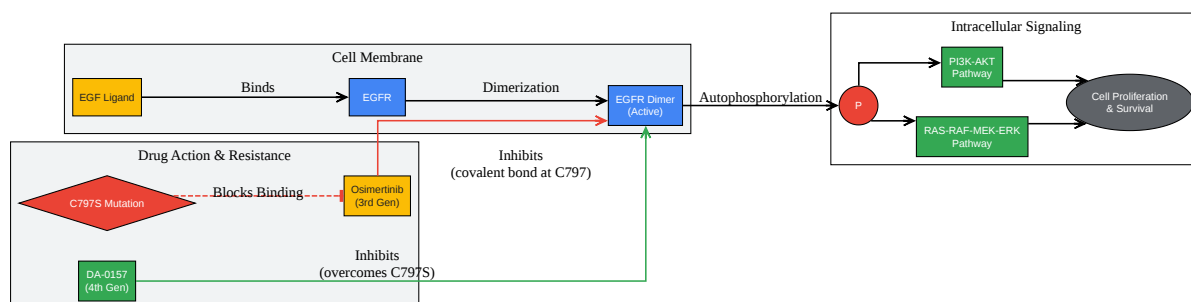 Intracellular Signaling
Cell Membrane
EGF Ligand
Binds
EGFR
Dimerization
EGFR Dimer
(Active)
Autophosphorylation
P
PI3K-AKT
Pathway
RAS-RAF-MEK-ERK
Pathway
Cell Proliferation
& Survival
Drug Action & Resistance
C797S Mutation
Blocks Binding
Osimertinib
(3rd Gen)
Inhibits
(covalent bond at C797)
DA-0157
(4th Gen)
Inhibits
(overcomes C797S)